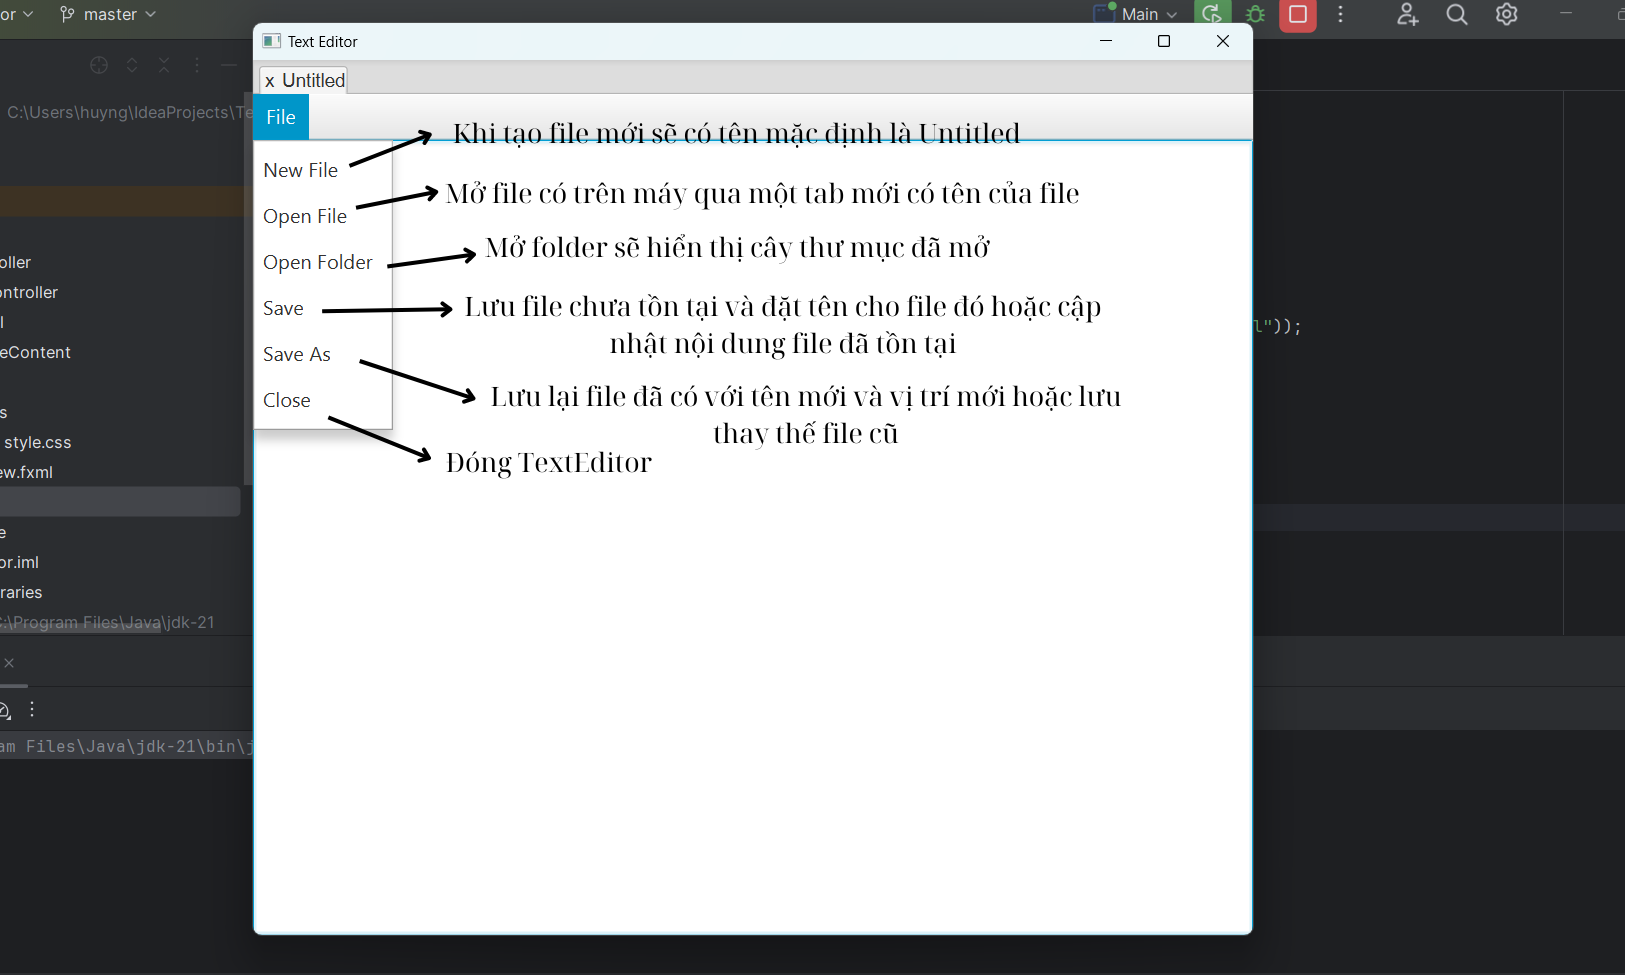 or
master
Main
Text Editor
x Untitled
C:\Users\huyng\IdeaProjects\Te
File
Khi tạo file mới sẽ có tên mặc định là Untitled
New File
Mở file có trên máy qua một tab mới có tên của file
Open File
Mở folder sẽ hiển thị cây thư mục đã mở
Open Folder
oller
ontroller
Save
Lưu file chưa tồn tại và đặt tên cho file đó hoặc cập
nhật nội dung file đã tồn tại
l
l"));
eContent
Save As
Lưu lại file đã có với tên mới và vị trí mới hoặc lưu
thay thế file cũ
Close
s
style.css
Đóng TextEditor
ew.fxml
e
or.iml
raries
C:\Program Files\Java\jdk-21
am Files\Java\jdk-21\bin\j